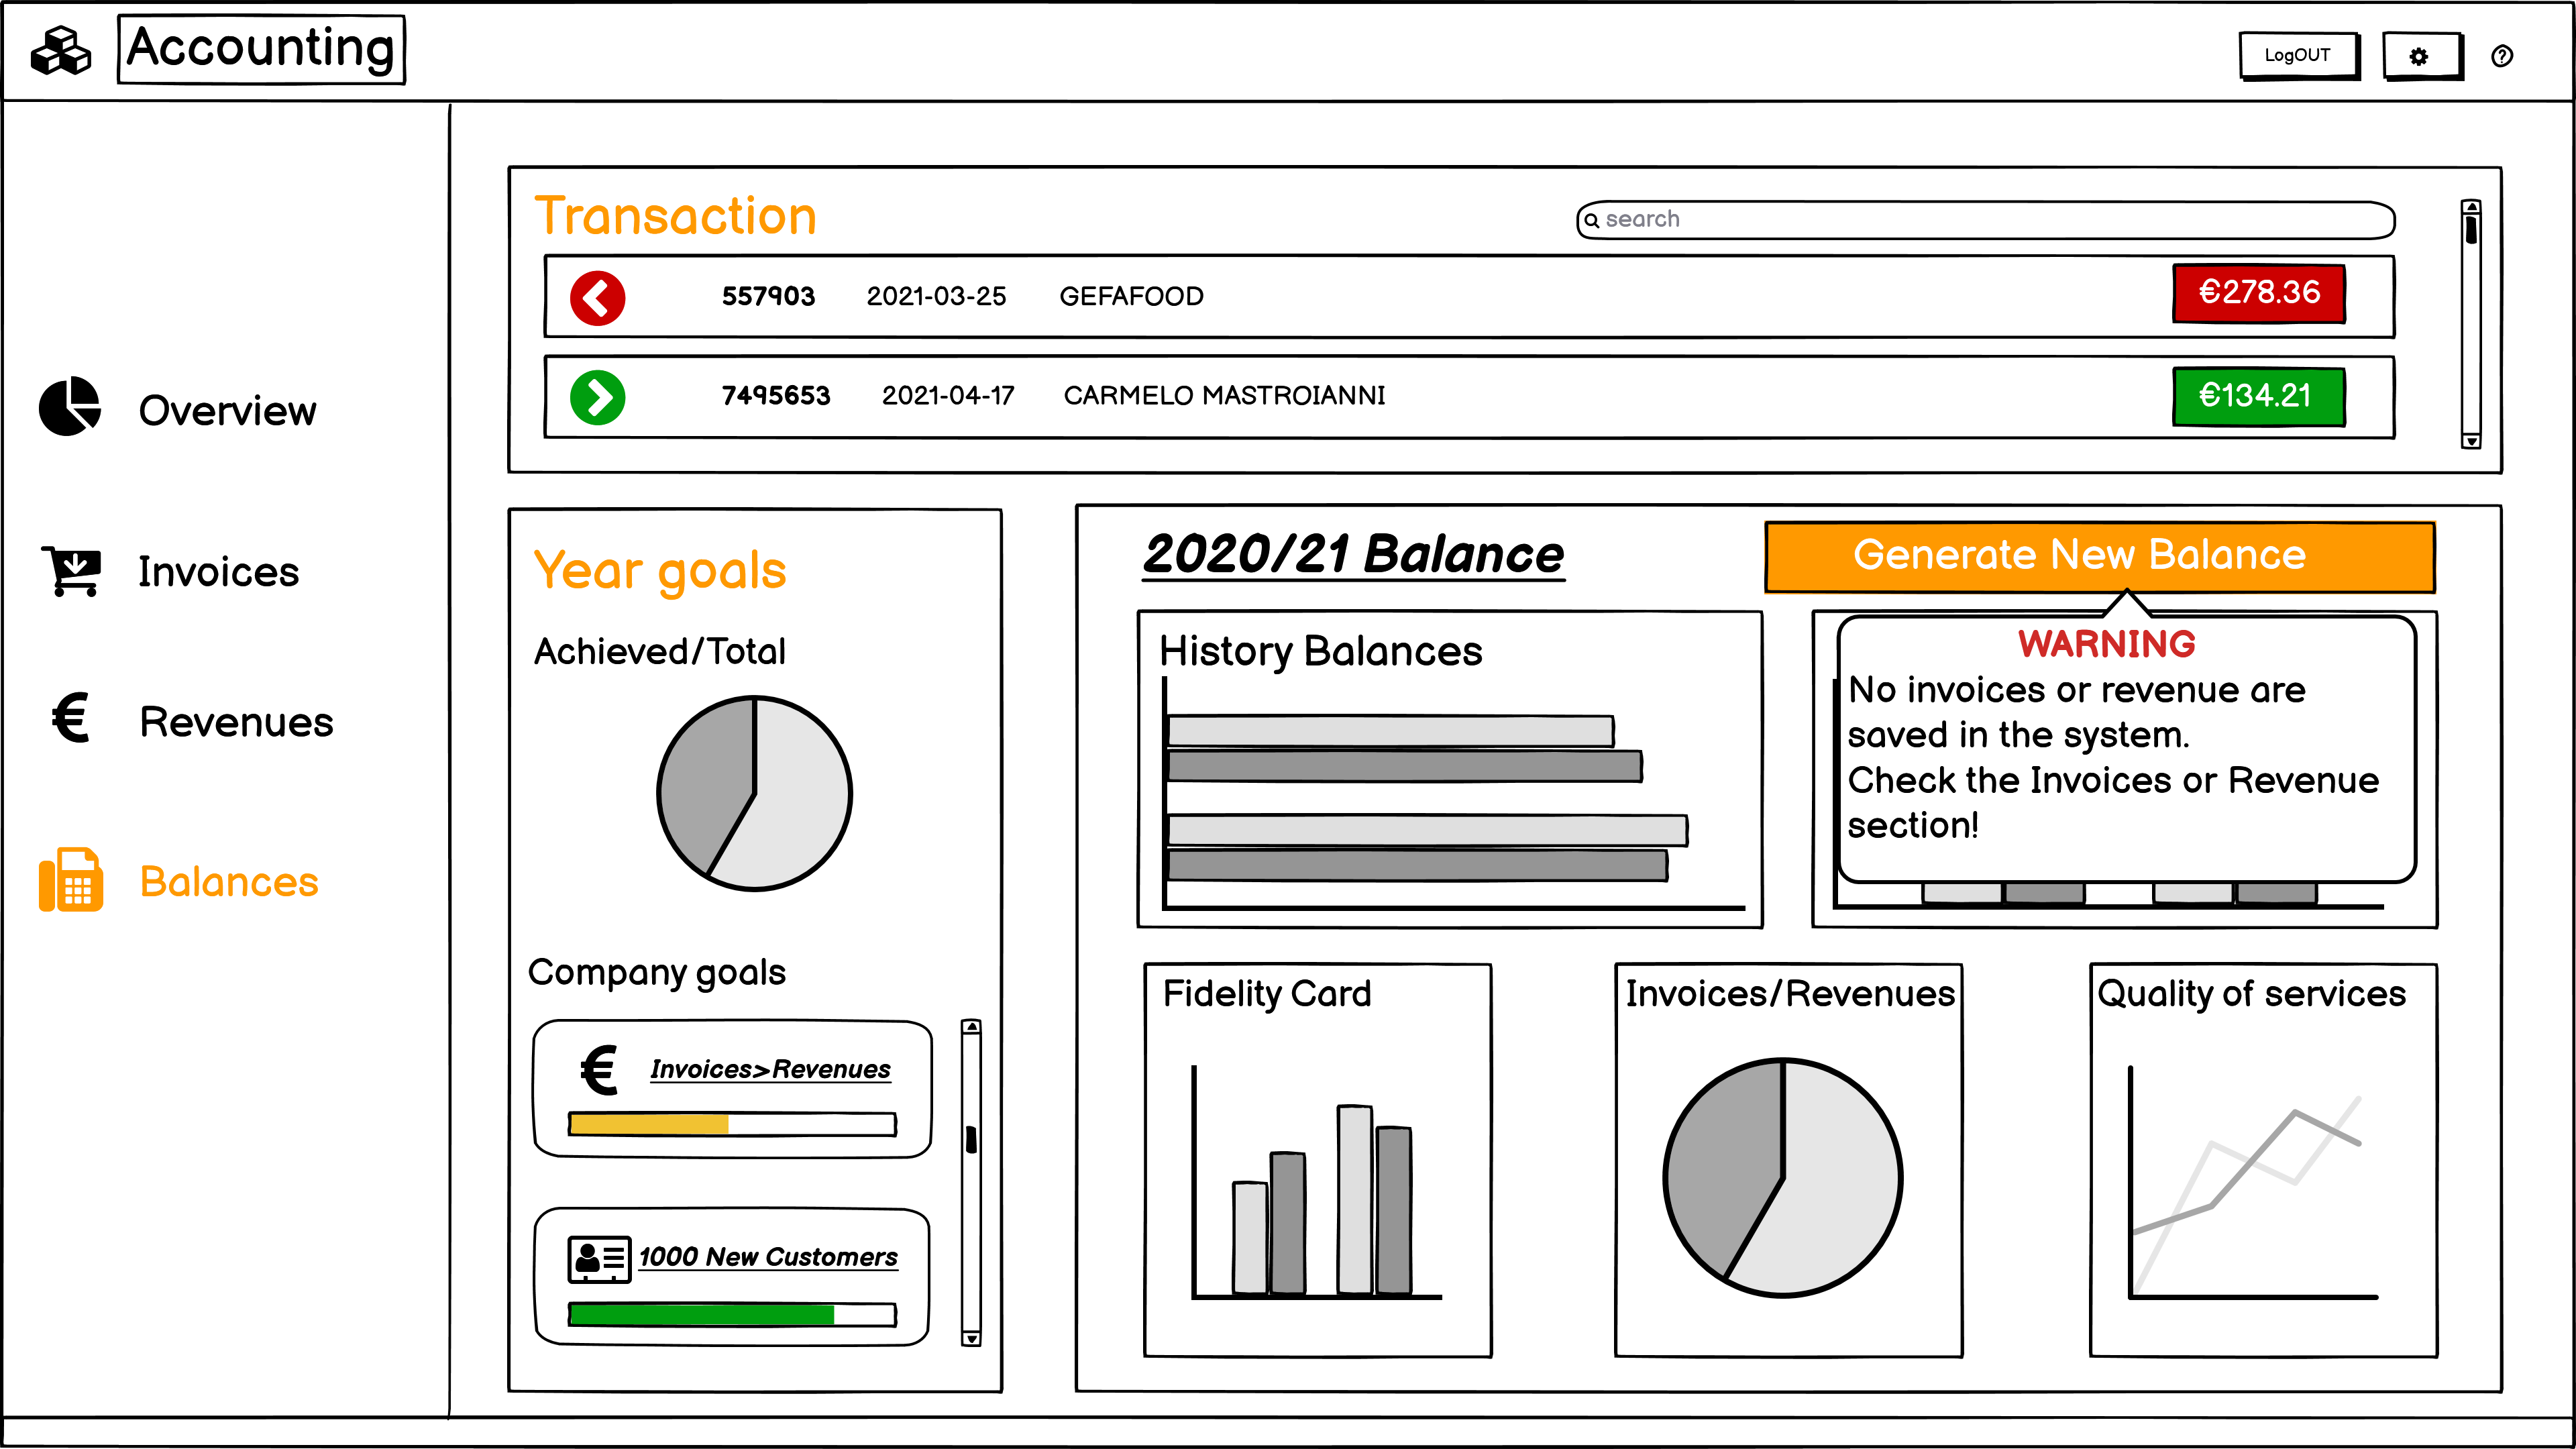 Accounting
LogOUT
Overview
Invoices
Revenues
Balances
Transaction
search
557903 2021-03-25 GEFAFOOD €278.36
7495653 2021-04-17 CARMELO MASTROIANNI €134.21
Year goals
Achieved/Total
Company goals
Invoices>Revenues
1000 New Customers
2020/21 Balance
Generate New Balance
History Balances
WARNING
No invoices or revenue are
saved in the system.
Check the Invoices or Revenue
section!
Fidelity Card
Invoices/Revenues
Quality of services